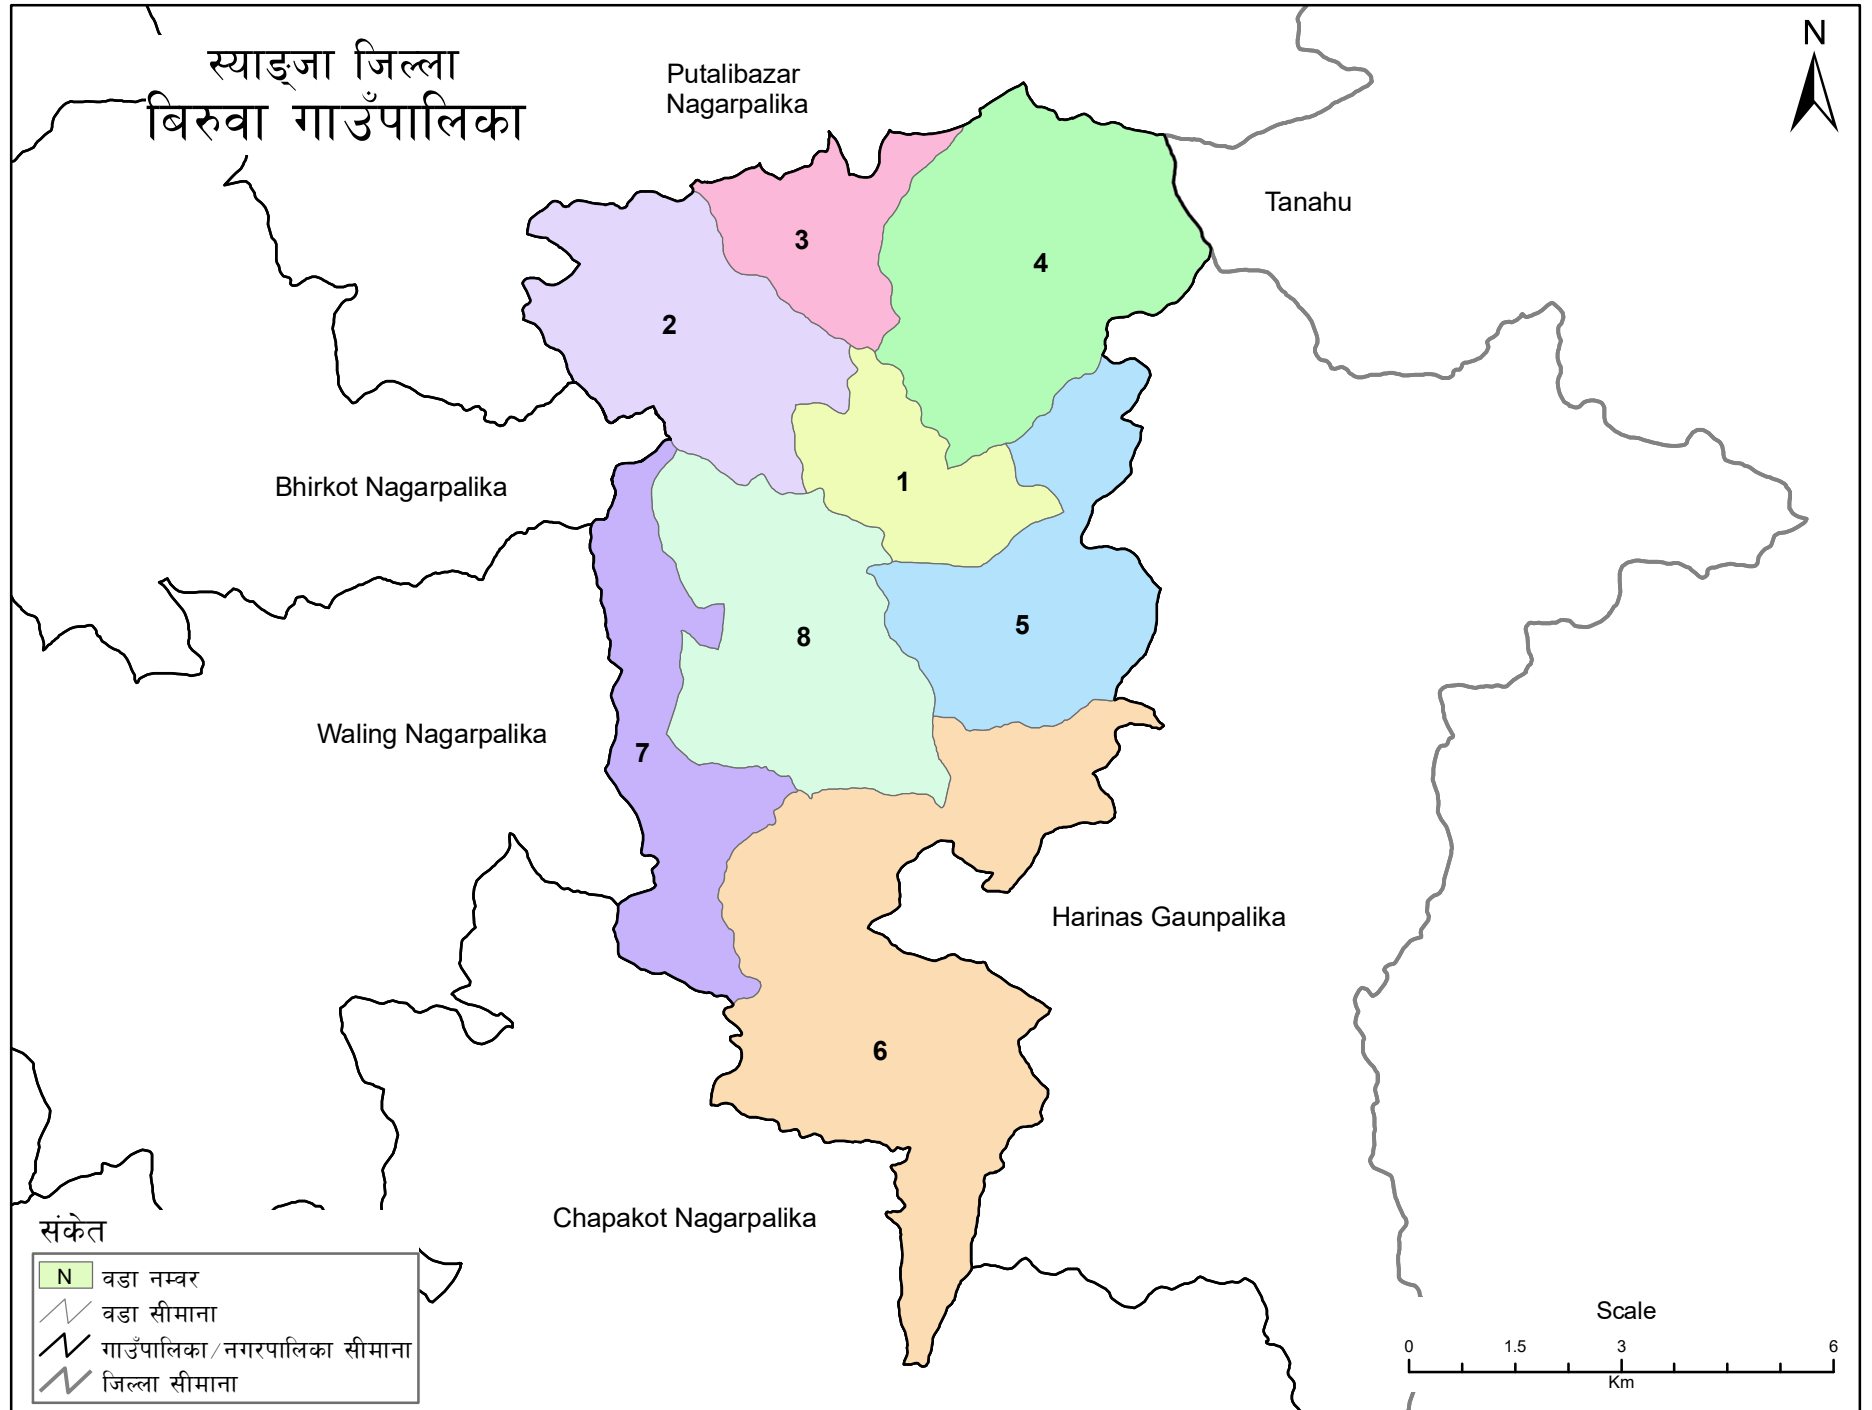 स्याङ्जा जिल्ला
बिरुवा गाउँपालिका
Putalibazar
Nagarpalika
N
Tanahu
3
4
2
1
Bhirkot Nagarpalika
5
8
Waling Nagarpalika
7
Harinas Gaunpalika
6
Chapakot Nagarpalika
संकेत
N वडा नम्वर
वडा सीमाना
गाउँपालिका/नगरपालिका सीमाना
जिल्ला सीमाना
Scale
0 1.5 3 6
Km